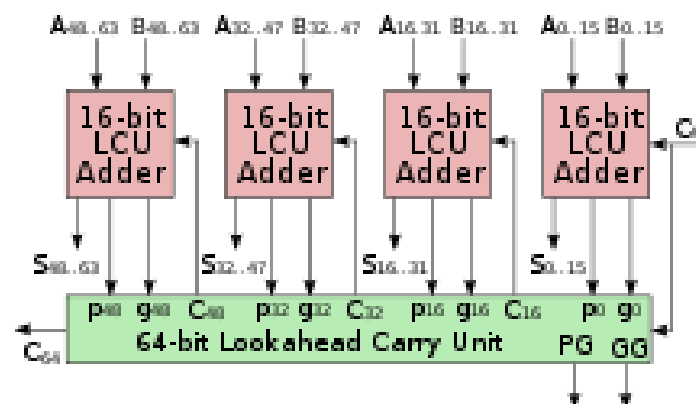 A48..63 B48..63 A32..47 B32..47 A16.31 B16..31 A0..15 B0..15
16-bit 16-bit 16-bit 16-bit
LCU LCU LCU LCU
Adder Adder Adder Adder
S48..63 S32..47 S16..31 S0..15
p48 g48 C48 p32 g32 C32 p16 g16 C16 p0 g0
64-bit Lookahead Carry Unit PG GG
C64